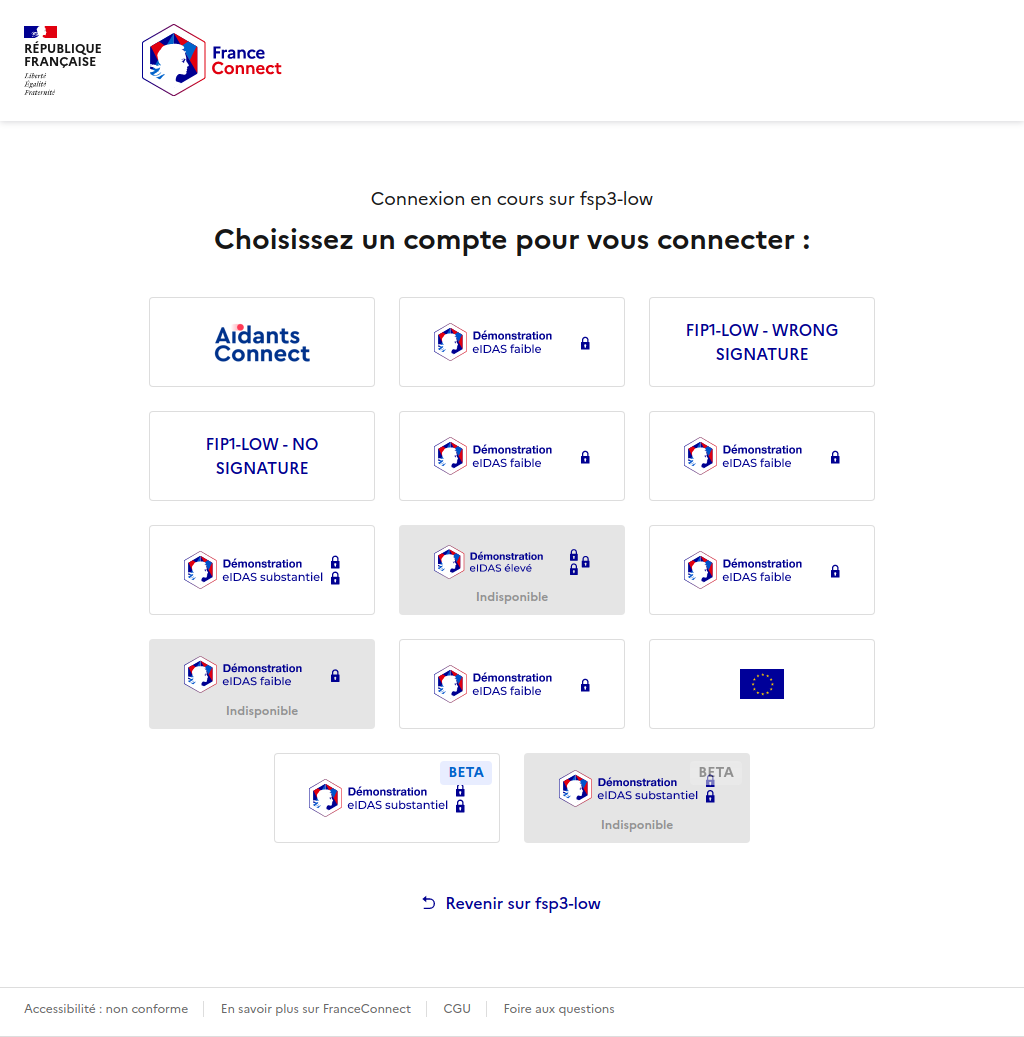 RÉPUBLIQUE
FRANÇAISE
Liberté
Égalité
Fraternité
France
Connect
Connexion en cours sur fsp3-low
Choisissez un compte pour vous connecter :
Aidants
Connect
Démonstration
eIDAS faible
FIP1-LOW - WRONG
SIGNATURE
FIP1-LOW - NO
SIGNATURE
Démonstration
eIDAS faible
Démonstration
eIDAS faible
Démonstration
eIDAS substantiel
Démonstration
eIDAS élevé
Indisponible
Démonstration
eIDAS faible
Démonstration
eIDAS faible
Indisponible
Démonstration
eIDAS faible
BETA
Démonstration
eIDAS substantiel
BETA
Démonstration
eIDAS substantiel
Indisponible
Revenir sur fsp3-low
Accessibilité : non conforme
En savoir plus sur FranceConnect
CGU
Foire aux questions